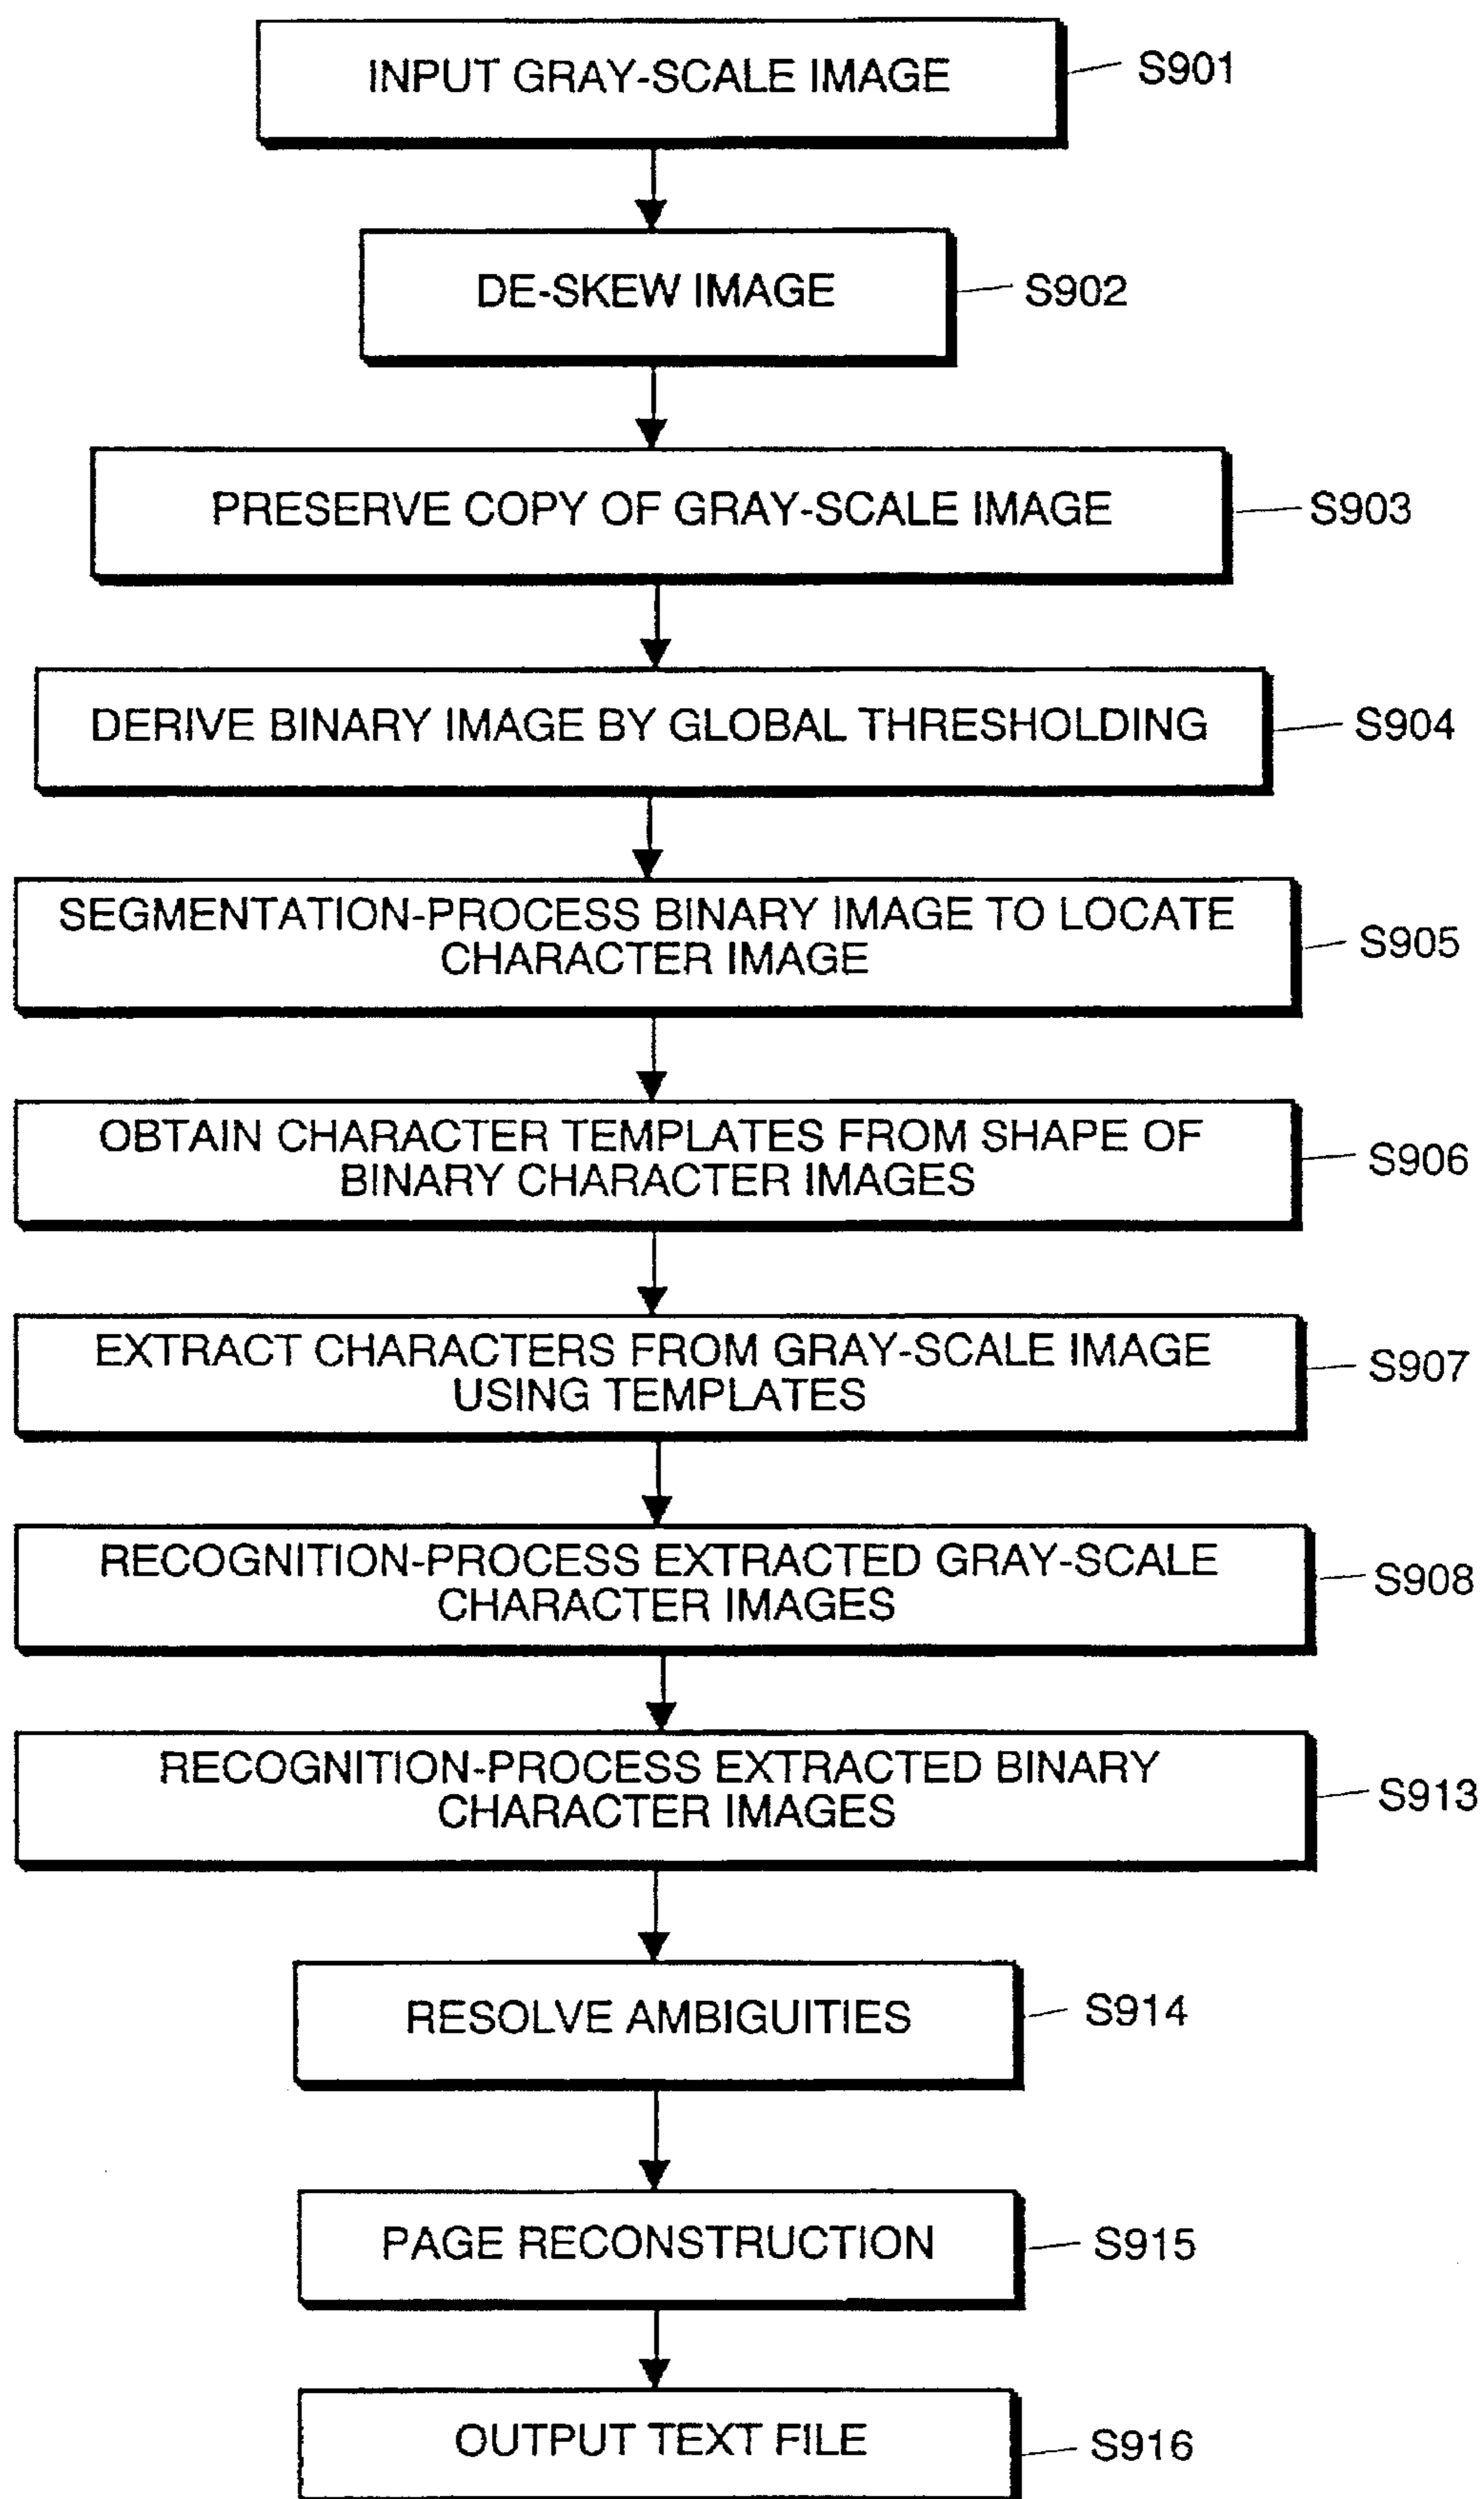 INPUT GRAY-SCALE IMAGE
S901
DE-SKEW IMAGE
S902
PRESERVE COPY OF GRAY-SCALE IMAGE
S903
DERIVE BINARY IMAGE BY GLOBAL THRESHOLDING
S904
SEGMENTATION-PROCESS BINARY IMAGE TO LOCATE
CHARACTER IMAGE
S905
OBTAIN CHARACTER TEMPLATES FROM SHAPE OF
BINARY CHARACTER IMAGES
S906
EXTRACT CHARACTERS FROM GRAY-SCALE IMAGE
USING TEMPLATES
S907
RECOGNITION-PROCESS EXTRACTED GRAY-SCALE
CHARACTER IMAGES
S908
RECOGNITION-PROCESS EXTRACTED BINARY
CHARACTER IMAGES
S913
RESOLVE AMBIGUITIES
S914
PAGE RECONSTRUCTION
S915
OUTPUT TEXT FILE
S916